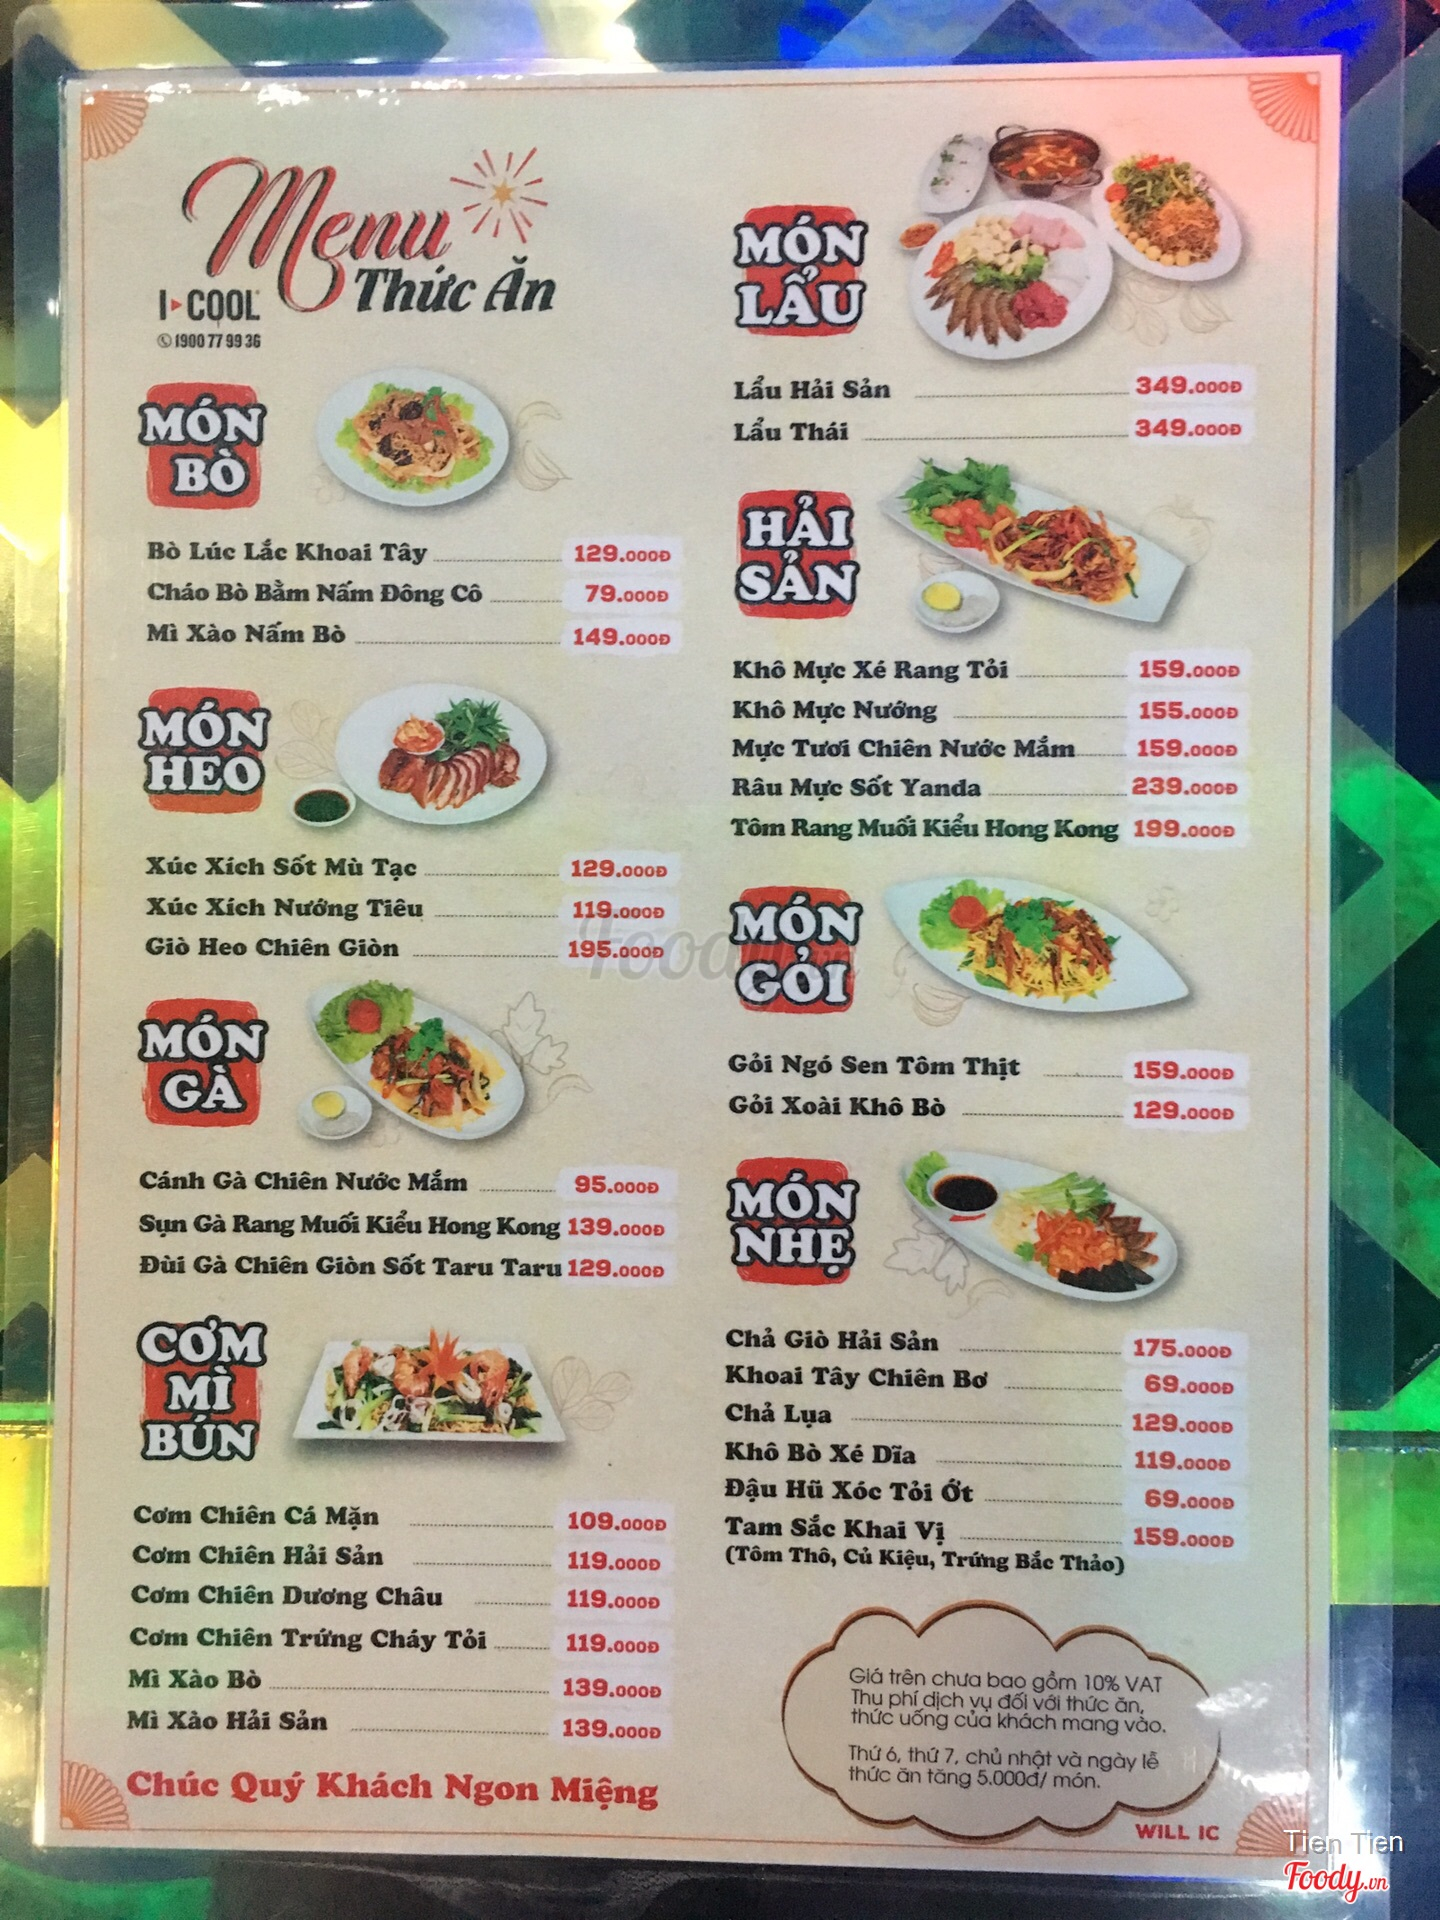 Menu
Thức Ăn
I COOL
1900 77 99 36
MÓN
BÒ
Bò Lúc Lắc Khoai Tây 129.000Đ
Cháo Bò Bằm Nấm Đông Cô 79.000Đ
Mì Xào Nấm Bò 149.000Đ
MÓN
HEO
Xúc Xích Sốt Mù Tạc 129.000Đ
Xúc Xích Nướng Tiêu 119.000Đ
Giò Heo Chiên Giòn 195.000Đ
MÓN
GÀ
Cánh Gà Chiên Nước Mắm 95.000Đ
Sụn Gà Rang Muối Kiểu Hong Kong 139.000Đ
Đùi Gà Chiên Giòn Sốt Taru Taru 129.000Đ
CƠM
MÌ
BÚN
Cơm Chiên Cá Mặn 109.000Đ
Cơm Chiên Hải Sản 119.000Đ
Cơm Chiên Dương Châu 119.000Đ
Cơm Chiên Trứng Cháy Tỏi 119.000Đ
Mì Xào Bò 139.000Đ
Mì Xào Hải Sản 139.000Đ
Chúc Quý Khách Ngon Miệng
MÓN
LẨU
Lẩu Hải Sản 349.000Đ
Lẩu Thái 349.000Đ
HẢI
SẢN
Khô Mực Xé Rang Tỏi 159.000Đ
Khô Mực Nướng 155.000Đ
Mực Tươi Chiên Nước Mắm 159.000Đ
Râu Mực Sốt Yanda 239.000Đ
Tôm Rang Muối Kiểu Hong Kong 199.000Đ
MÓN
GỎI
Gỏi Ngó Sen Tôm Thịt 159.000Đ
Gỏi Xoài Khô Bò 129.000Đ
MÓN
NHẸ
Chả Giò Hải Sản 175.000Đ
Khoai Tây Chiên Bơ 69.000Đ
Chả Lụa 129.000Đ
Khô Bò Xé Dĩa 119.000Đ
Đậu Hũ Xóc Tỏi Ớt 69.000Đ
Tam Sắc Khai Vị 159.000Đ
(Tôm Thô, Củ Kiệu, Trứng Bắc Thảo)
Giá trên chưa bao gồm 10% VAT
Thu phí dịch vụ đối với thức ăn,
thức uống của khách mang vào.
Thứ 6, thứ 7, chủ nhật và ngày lễ
thức ăn tăng 5.000đ/ món.
WILL IC
Foody.vn
Tien Tien
Foody.vn